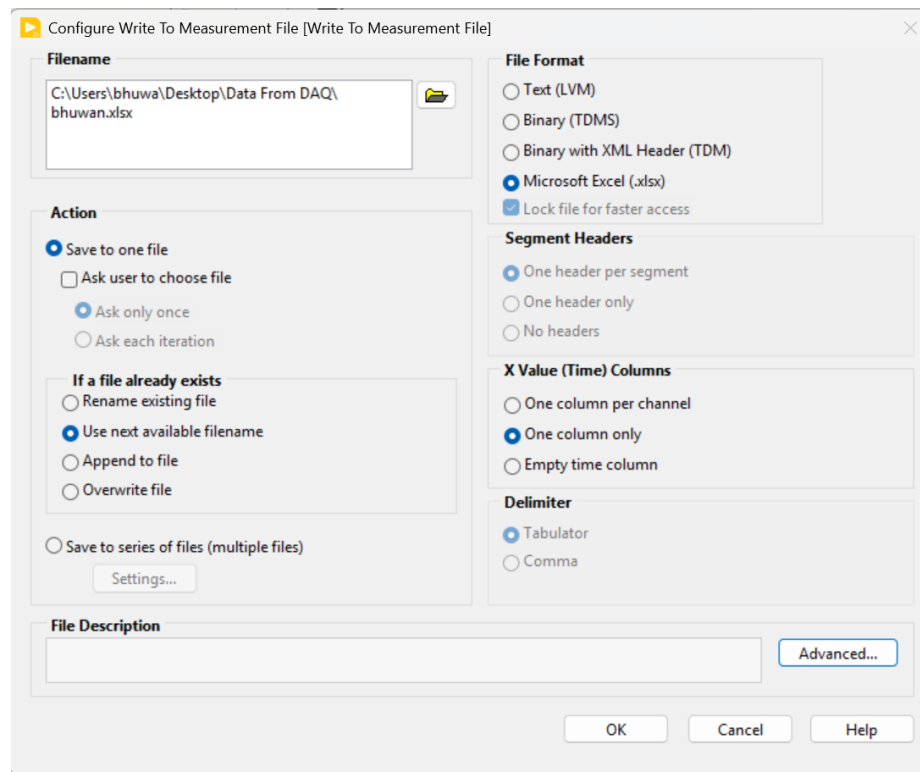 Configure Write To Measurement File [Write To Measurement File]
Filename
C:\Users\bhuwa\Desktop\Data From DAQ\
bhuwan.xlsx
Action
Save to one file
Ask user to choose file
Ask only once
Ask each iteration
If a file already exists
Rename existing file
Use next available filename
Append to file
Overwrite file
Save to series of files (multiple files)
Settings...
File Format
Text (LVM)
Binary (TDMS)
Binary with XML Header (TDM)
Microsoft Excel (.xlsx)
Lock file for faster access
Segment Headers
One header per segment
One header only
No headers
X Value (Time) Columns
One column per channel
One column only
Empty time column
Delimiter
Tabulator
Comma
File Description
Advanced...
OK
Cancel
Help